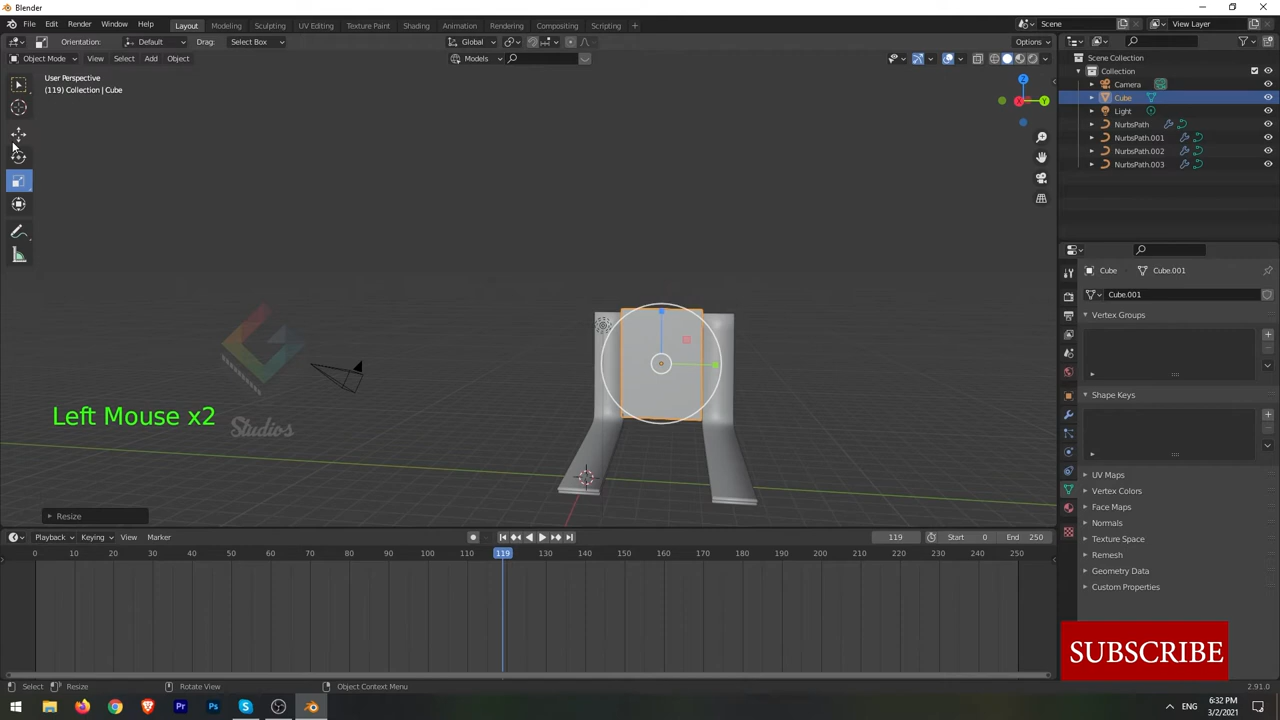 Blender
File Edit Render Window Help Layout Modeling Sculpting UV Editing Texture Paint Shading Animation Rendering Compositing Scripting + Scene View Layer
Orientation: Default Drag: Select Box Global Options
Object Mode View Select Add Object Models
User Perspective
(119) Collection | Cube
Z
X
Y
Scene Collection
Collection
Camera
Cube
Light
NurbsPath
NurbsPath.001
NurbsPath.002
NurbsPath.003
Cube Cube.001
Cube.001
Vertex Groups
Shape Keys
UV Maps
Vertex Colors
Face Maps
Normals
Texture Space
Remesh
Geometry Data
Custom Properties
Left Mouse x2
Studios
Resize
Playback Keying View Marker 119 Start 0 End 250
0 10 20 30 40 50 60 70 80 90 100 110 119 130 140 150 160 170 180 190 200 210 220 230 240 250
SUBSCRIBE
Select Resize Rotate View Object Context Menu 2.91.0
Pr Ps ENG 6:32 PM
3/2/2021